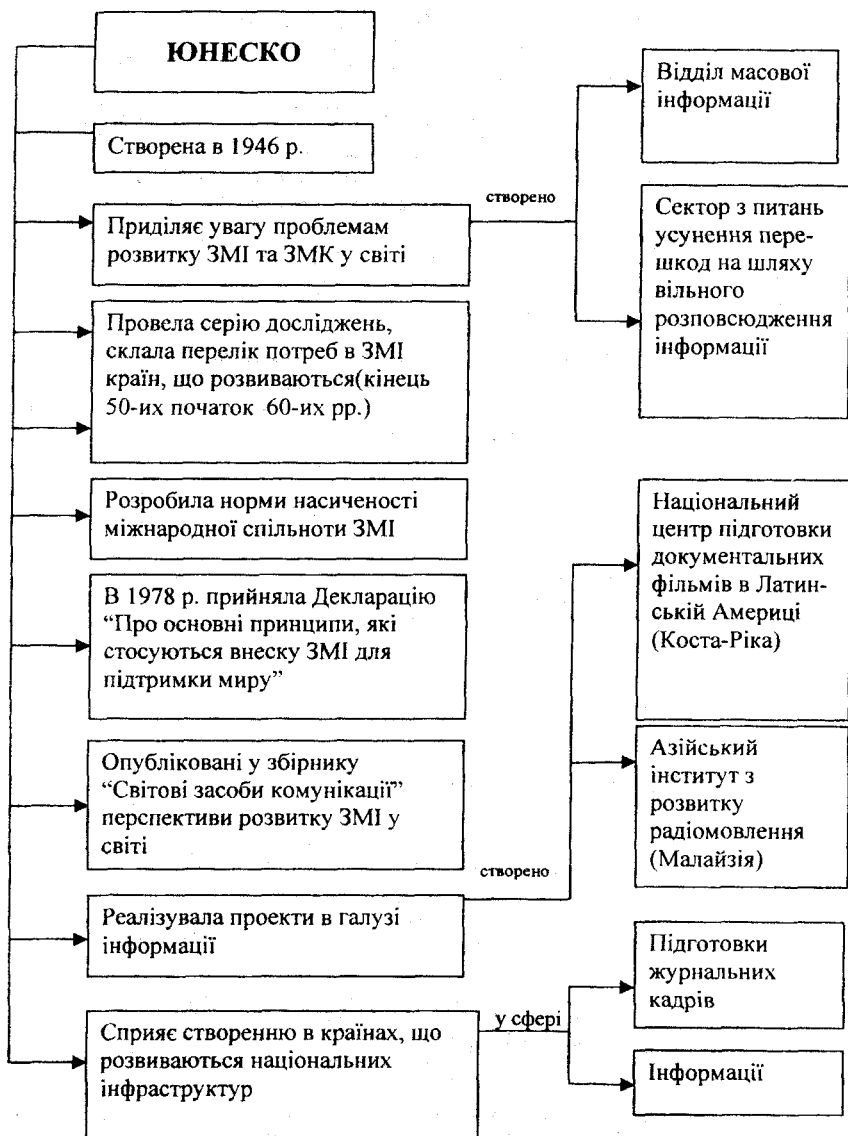 ЮНЕСКО
Створена в 1946 р.
Приділяє увагу проблемам
розвитку ЗМІ та ЗМК у світі
створено
Відділ масової
інформації
Сектор з питань
усунення пере-
шкод на шляху
вільного
розповсюдження
інформації
Провела серію досліджень,
склала перелік потреб в ЗМІ
країн, що розвиваються(кінець
50-их початок 60-их рр.)
Розробила норми насиченості
міжнародної спільноти ЗМІ
В 1978 р. прийняла Декларацію
“Про основні принципи, які
стосуються внеску ЗМІ для
підтримки миру”
Опубліковані у збірнику
“Світові засоби комунікації”
перспективи розвитку ЗМІ у
світі
Реалізувала проекти в галузі
інформації
створено
Національний
центр підготовки
документальних
фільмів в Латин-
ській Америці
(Коста-Ріка)
Азійський
інститут з
розвитку
радіомовлення
(Малайзія)
Сприяє створенню в країнах, що
розвиваються національних
інфраструктур
у сфері
Підготовки
журнальних
кадрів
Інформації